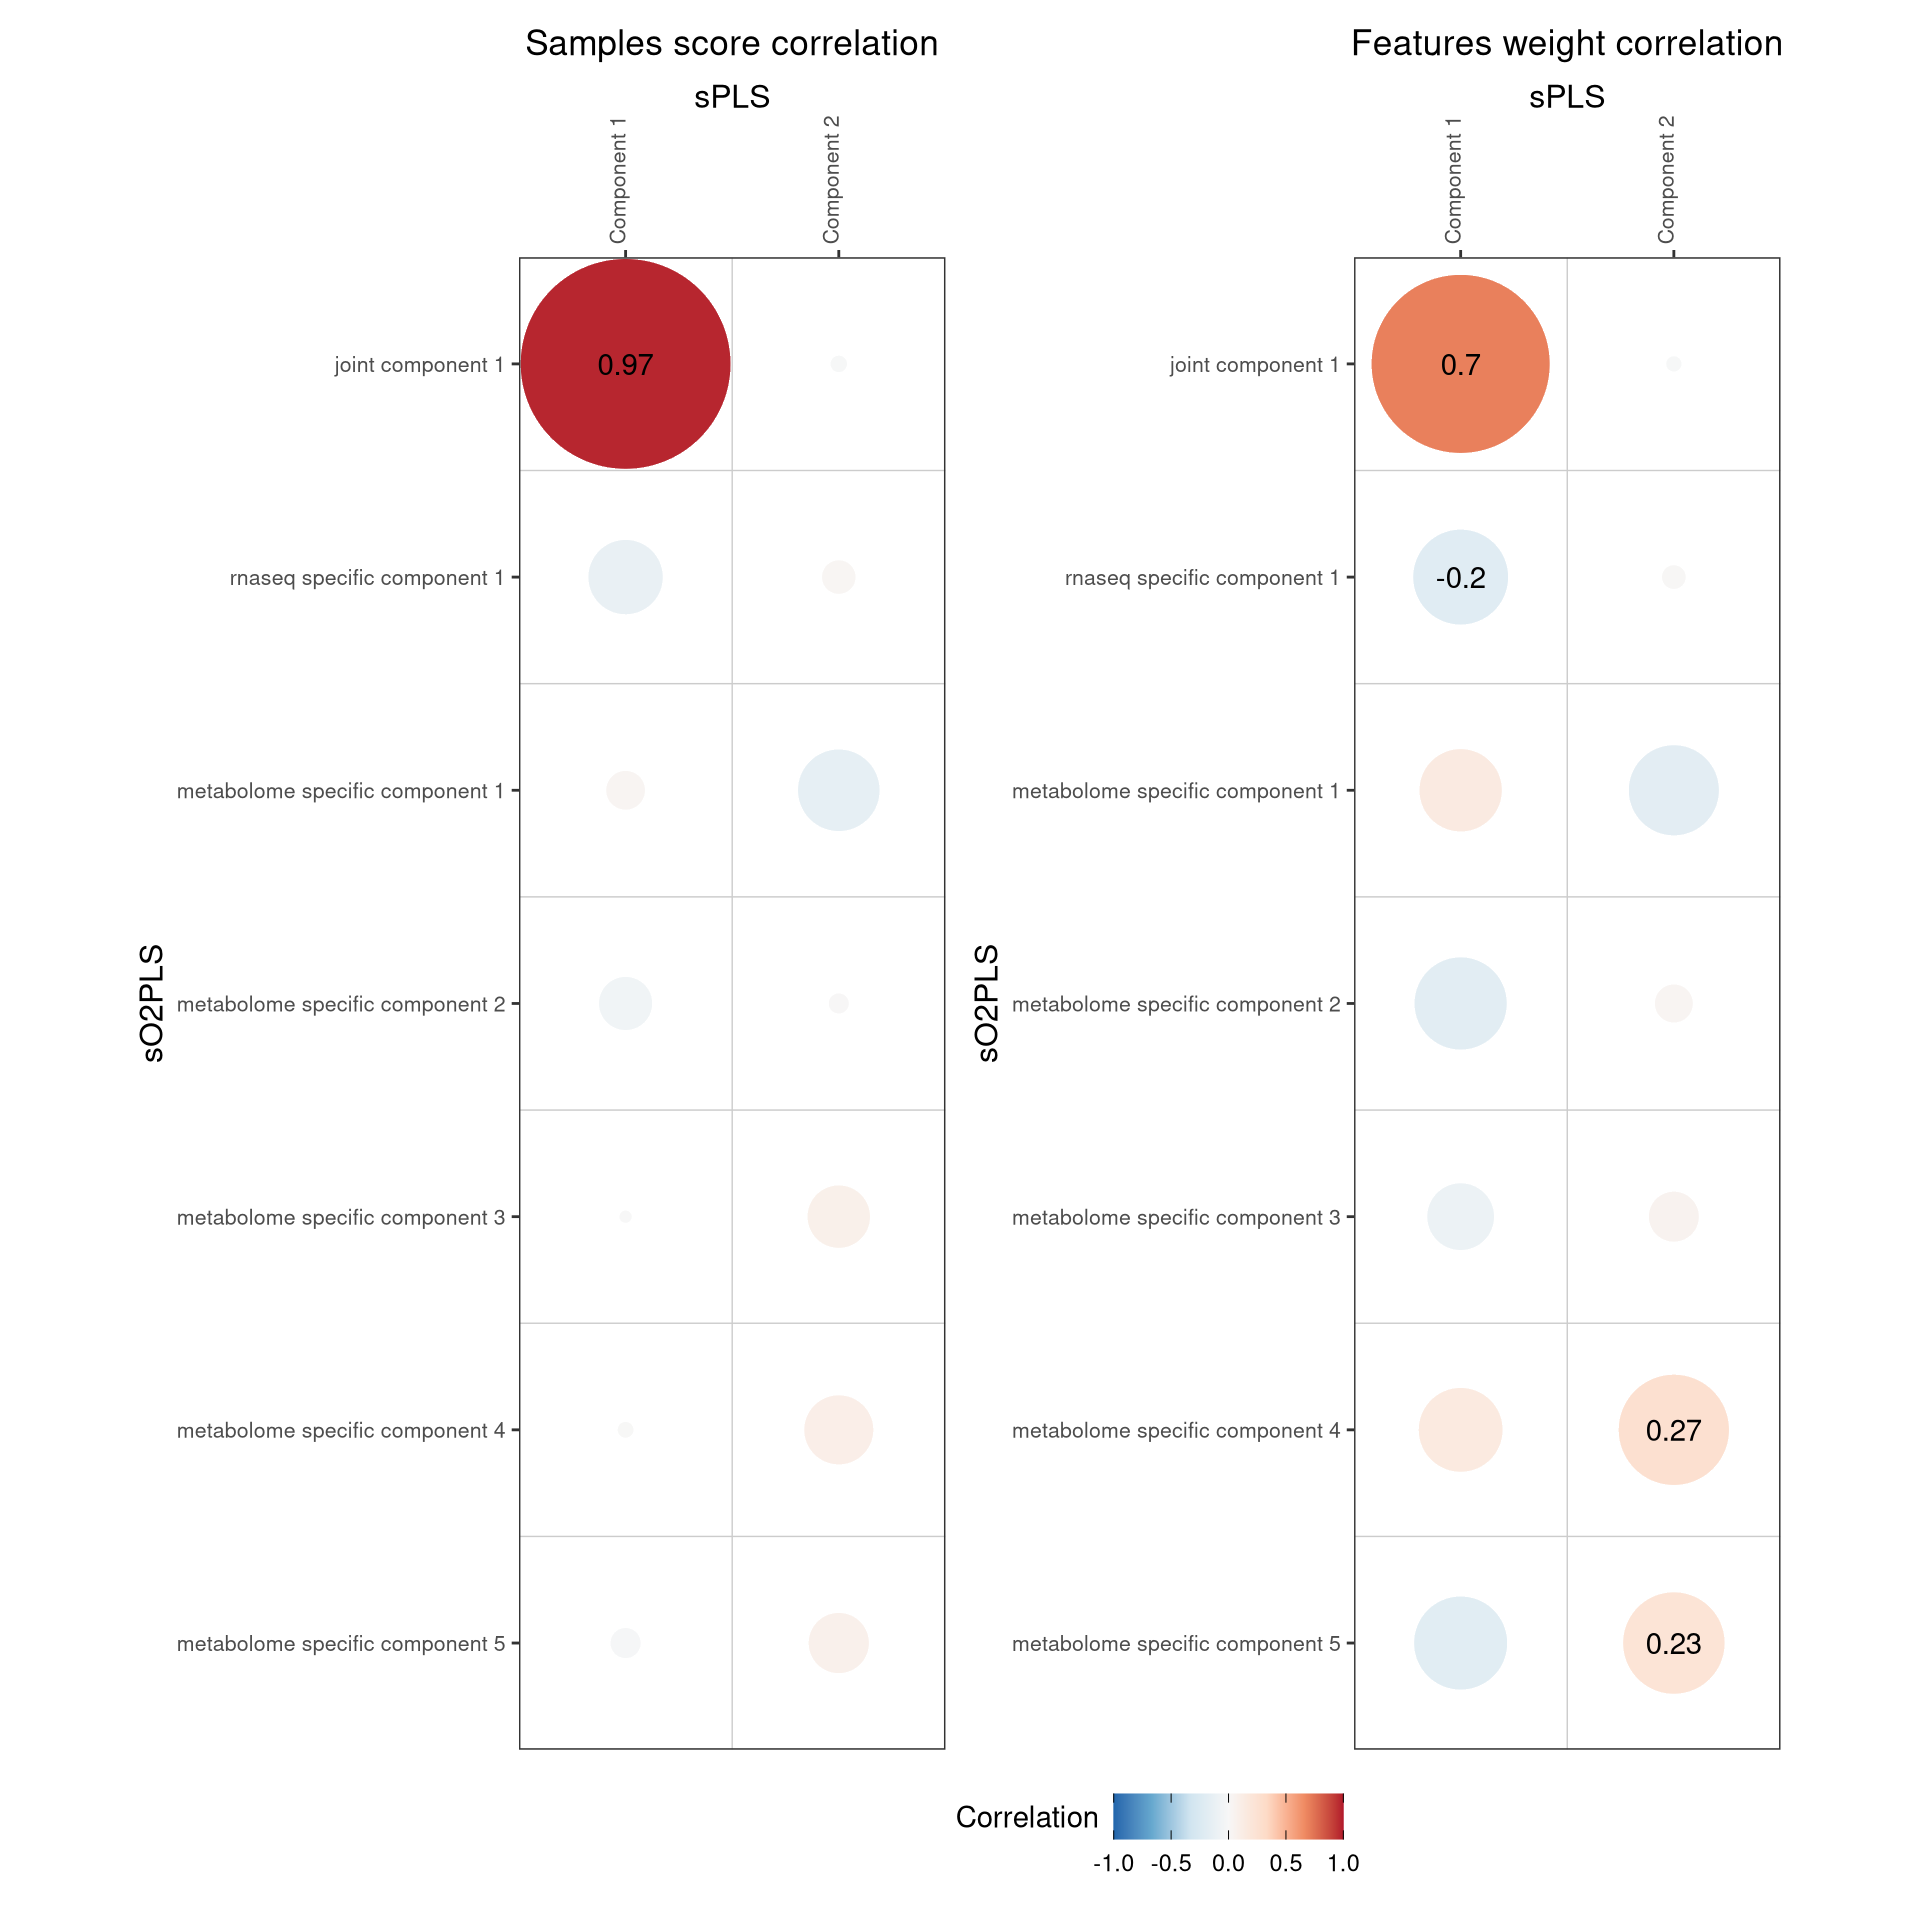 Samples score correlation
sPLS
Component 1
Component 2
sO2PLS
joint component 1
0.97
rnaseq specific component 1
metabolome specific component 1
metabolome specific component 2
metabolome specific component 3
metabolome specific component 4
metabolome specific component 5
Features weight correlation
sPLS
Component 1
Component 2
sO2PLS
joint component 1
0.7
rnaseq specific component 1
-0.2
metabolome specific component 1
metabolome specific component 2
metabolome specific component 3
metabolome specific component 4
0.27
metabolome specific component 5
0.23
Correlation
-1.0 -0.5 0.0 0.5 1.0